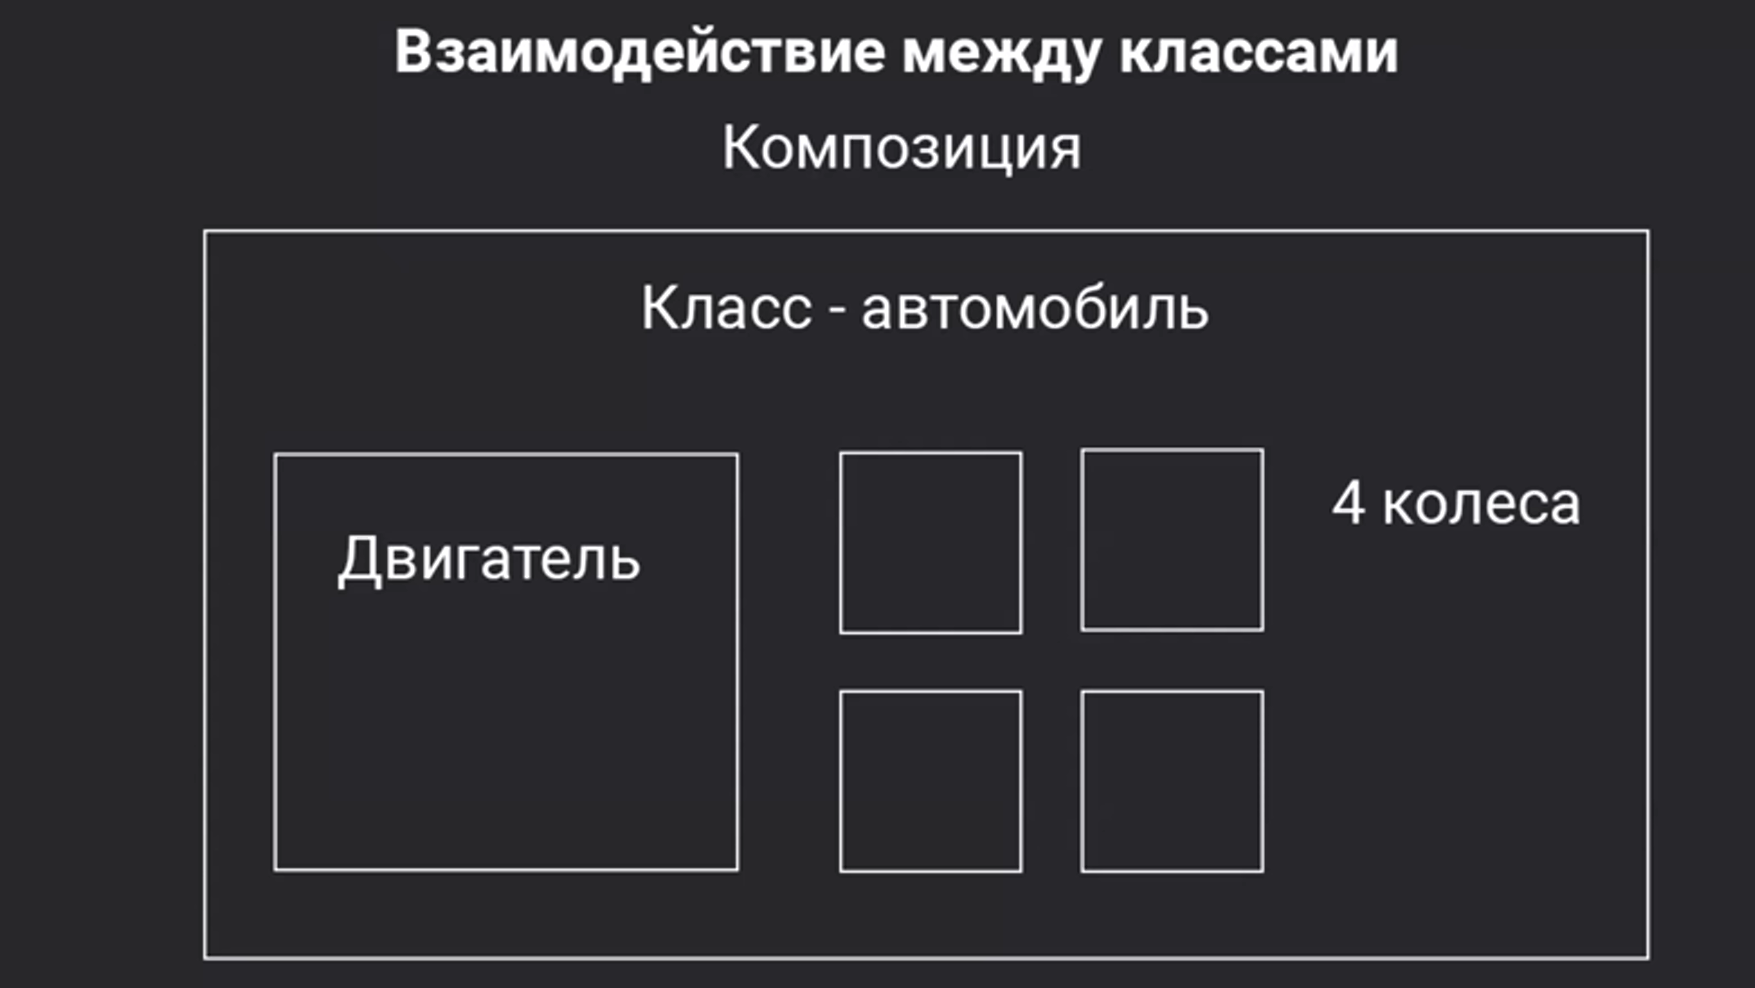 Взаимодействие между классами
Композиция
Класс - автомобиль
Двигатель
4 колеса